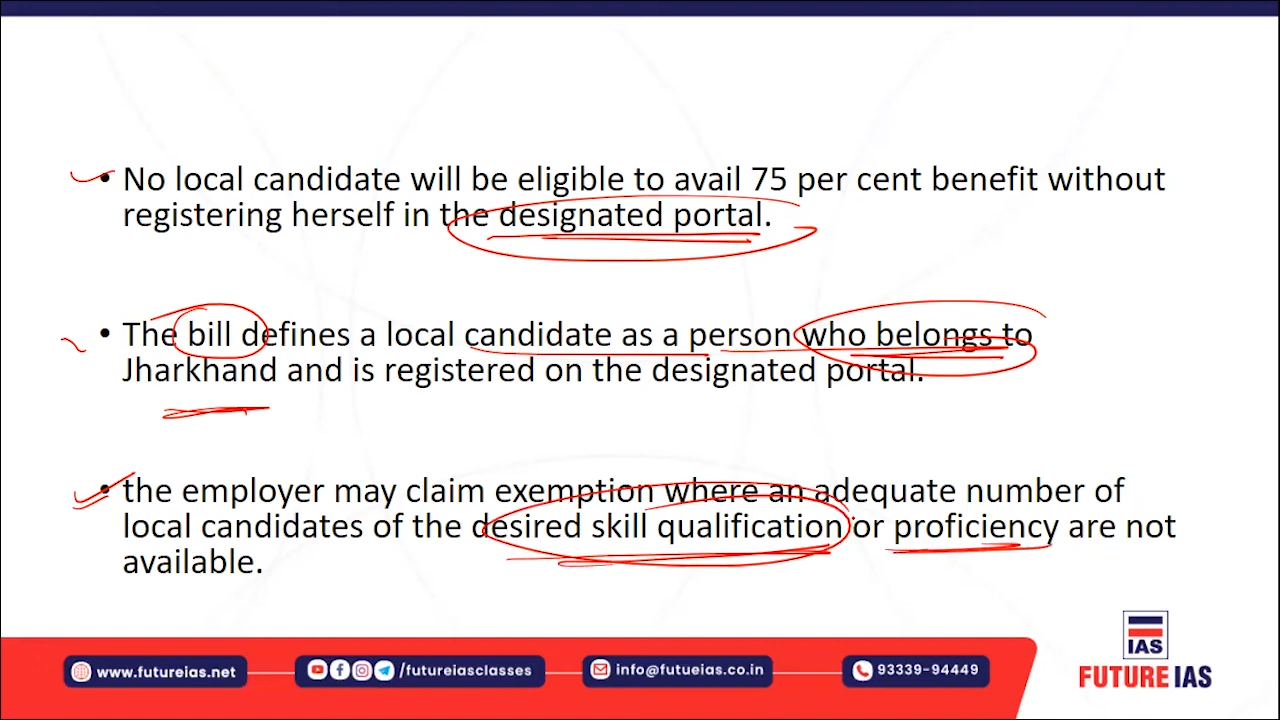 • No local candidate will be eligible to avail 75 per cent benefit without
registering herself in the designated portal.
• The bill defines a local candidate as a person who belongs to
Jharkhand and is registered on the designated portal.
• the employer may claim exemption where an adequate number of
local candidates of the desired skill qualification or proficiency are not
available.
IAS
www.futureias.net /futureiasclasses info@futueias.co.in 93339-94449
FUTURE IAS